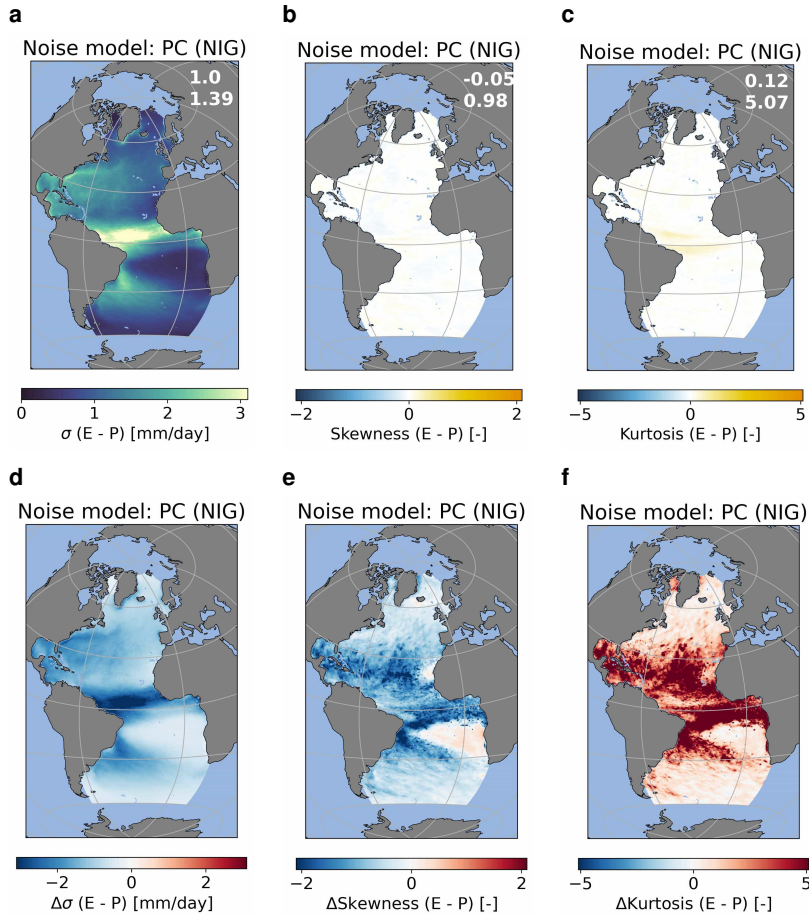 a
Noise model: PC (NIG)
1.0
1.39
0
1
2
3
σ (E - P) [mm/day]
b
Noise model: PC (NIG)
-0.05
0.98
−2
0
2
Skewness (E - P) [-]
c
Noise model: PC (NIG)
0.12
5.07
−5
0
5
Kurtosis (E - P) [-]
d
Noise model: PC (NIG)
−2
0
2
Δσ (E - P) [mm/day]
e
Noise model: PC (NIG)
−2
0
2
ΔSkewness (E - P) [-]
f
Noise model: PC (NIG)
−5
0
5
ΔKurtosis (E - P) [-]